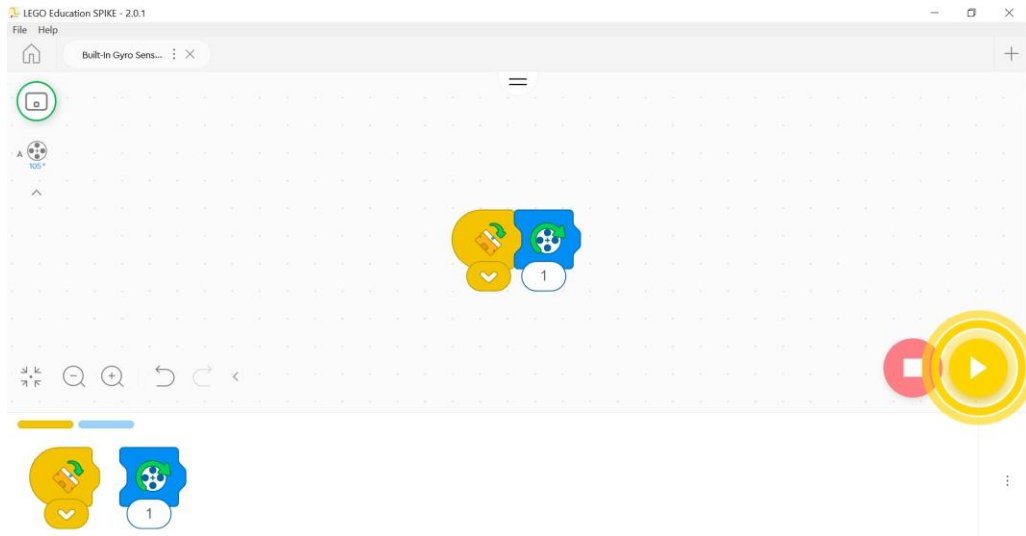 LEGO Education SPIKE - 2.0.1
File Help
Built-In Gyro Sens...
A
105°
1
1